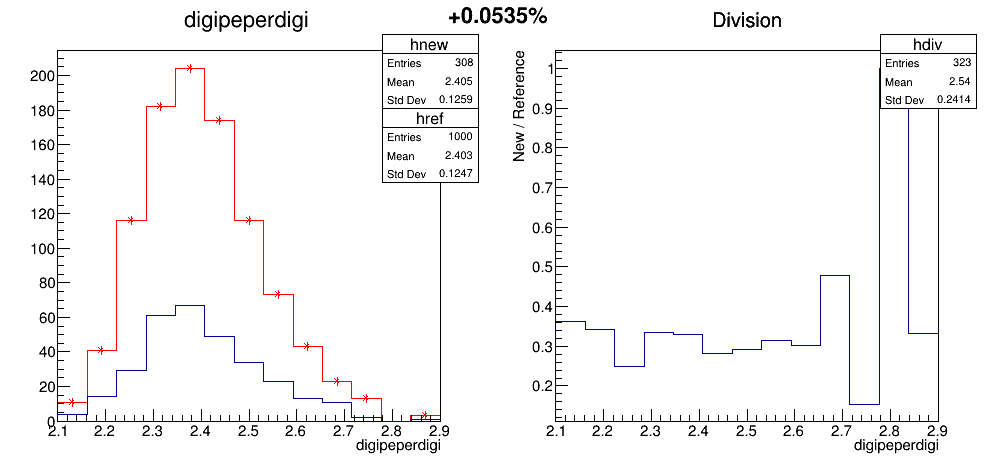 +0.0535%
digipeperdigi
hnew
Entries 308
Mean 2.405
Std Dev 0.1259
href
Entries 1000
Mean 2.403
Std Dev 0.1247
200
180
160
140
120
100
80
60
40
20
0
2.1 2.2 2.3 2.4 2.5 2.6 2.7 2.8 2.9
digipeperdigi
Division
hdiv
Entries 323
Mean 2.54
Std Dev 0.2414
New / Reference
1
0.9
0.8
0.7
0.6
0.5
0.4
0.3
0.2
2.1 2.2 2.3 2.4 2.5 2.6 2.7 2.8 2.9
digipeperdigi